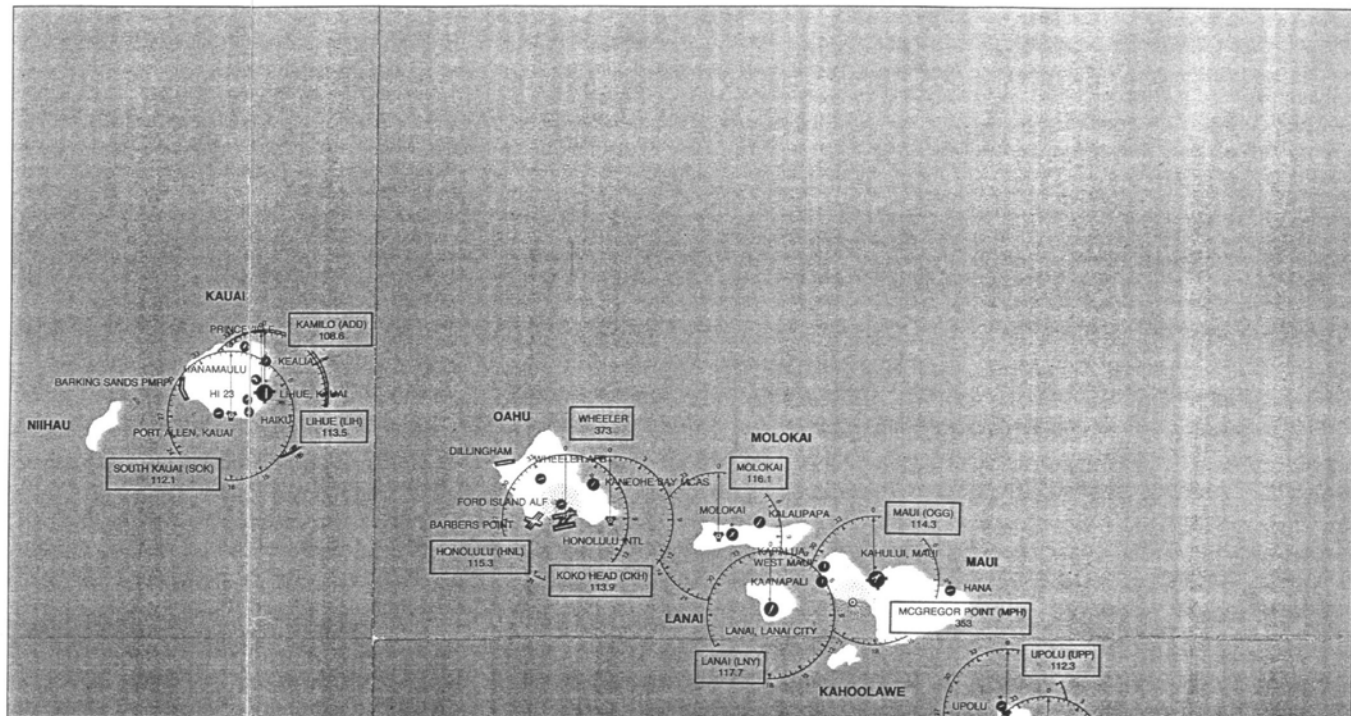 KAUAI
KAMILO (ADD)
108.6
KEALIA
HANAMAULU
BARKING SANDS PMRF
HI 23
LIHUE, KAUAI
NIIHAU
HAIKU
PORT ALLEN, KAUAI
LIHUE (LIH)
113.5
SOUTH KAUAI (SOK)
112.1
OAHU
WHEELER
373
DILLINGHAM
WHEELER AFB
KANEOHE BAY MCAS
FORD ISLAND ALF
BARBERS POINT
HONOLULU INTL
HONOLULU (HNL)
115.3
KOKO HEAD (CKH)
113.9
MOLOKAI
MOLOKAI
116.1
MOLOKAI
KALAUPAPA
MAUI (OGG)
114.3
KAPALUA,
WEST MAUI
KAHULUI, MAUI
MAUI
KAANAPALI
HANA
LANAI
LANAI, LANAI CITY
MCGREGOR POINT (MPH)
353
LANAI (LNY)
117.7
KAHOOLAWE
UPOLU (UPP)
112.3
UPOLU